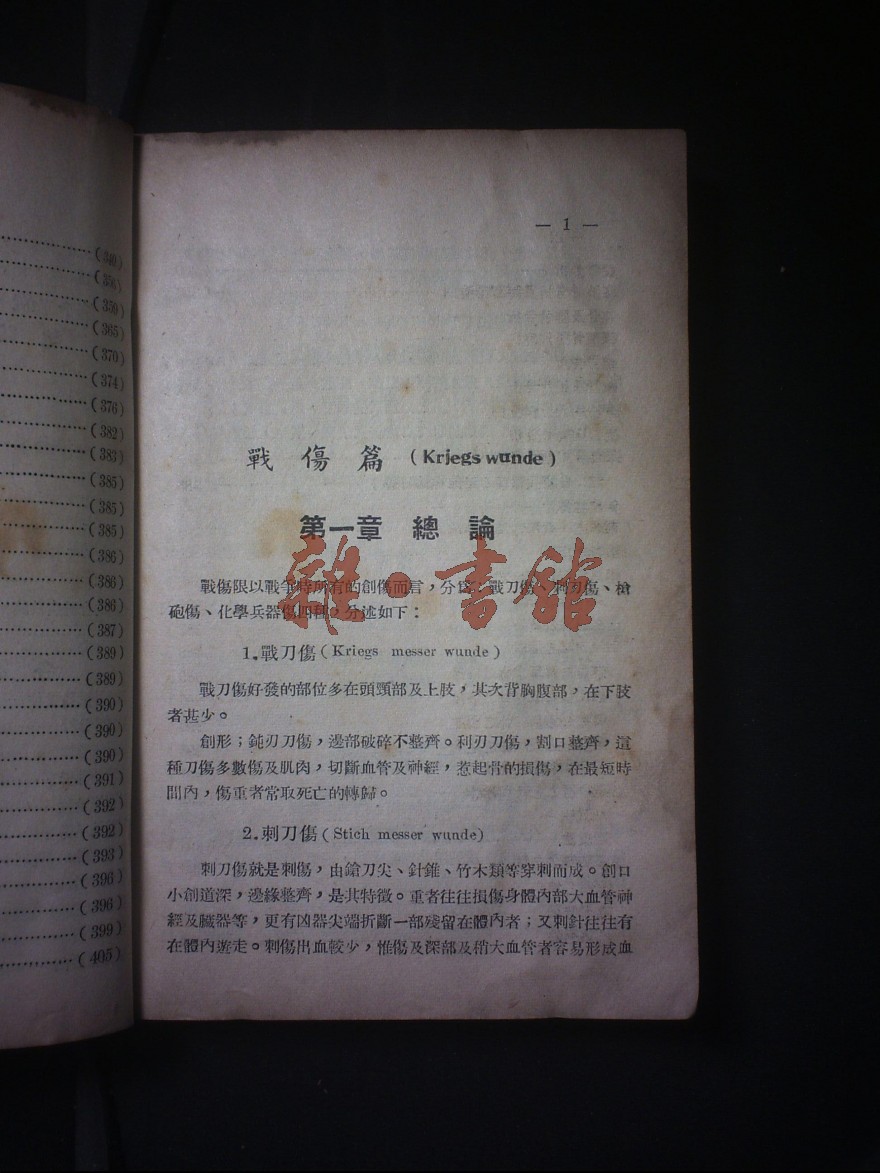 (340)
(356)
(359)
(365)
(370)
(374)
(376)
(382)
(383)
(385)
(385)
(385)
(386)
(386)
(386)
(387)
(389)
(389)
(390)
(390)
(390)
(391)
(392)
(392)
(393)
(396)
(396)
(399)
(405)
— 1 —
戰傷篇 (Krjegs wunde)
第一章 總論
戰傷限以戰爭時所有的創傷而言，分爲：戰刀傷、刺刀傷、槍
砲傷、化學兵器傷四種，分述如下：
1.戰刀傷(Kriegs messer wunde)
戰刀傷好發的部位多在頭頸部及上肢，其次背胸腹部，在下肢
者甚少。
創形；鈍刃刀傷，邊部破碎不整齊。利刃刀傷，割口整齊，這
種刀傷多數傷及肌肉，切斷血管及神經，惹起骨的損傷，在最短時
間內，傷重者常取死亡的轉歸。
2.刺刀傷(Stich messer wunde)
刺刀傷就是刺傷，由鎗刀尖、針錐、竹木類等穿刺而成。創口
小創道深，邊緣整齊，是其特徵。重者往往損傷身體內部大血管神
經及臟器等，更有凶器尖端折斷一部殘留在體內者；又刺針往往有
在體內遊走。刺傷出血較少，惟傷及深部及稍大血管者容易形成血
雜·書館